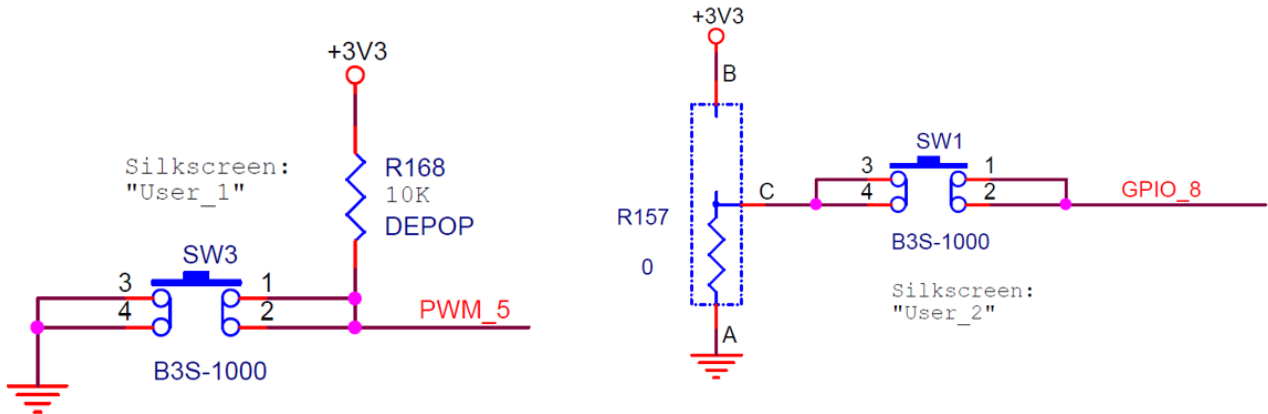 +3V3
Silkscreen:
"User_1"
R168
10K
DEPOP
SW3
3
1
4
2
PWM_5
B3S-1000
+3V3
B
SW1
3
1
C
4
2
GPIO_8
R157
B3S-1000
0
Silkscreen:
"User_2"
A